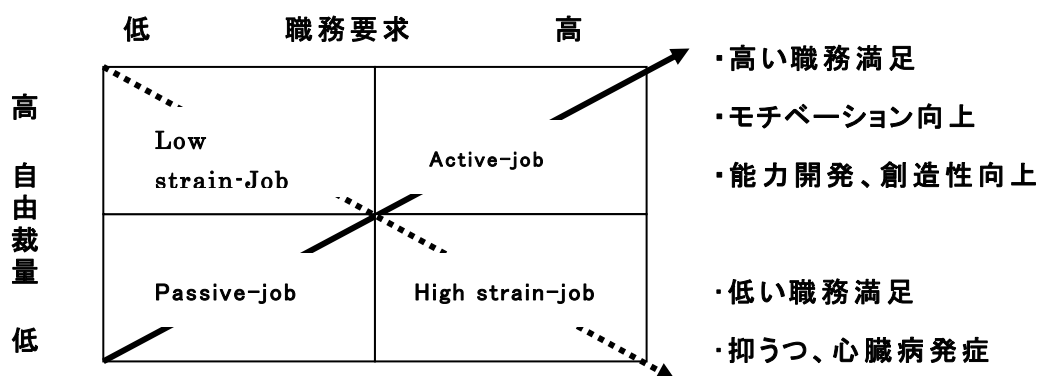 低 職務要求 高
高 自由裁量 低
Low
strain-Job
Active-job
Passive-job
High strain-job
・高い職務満足
・モチベーション向上
・能力開発、創造性向上
・低い職務満足
・抑うつ、心臓病発症